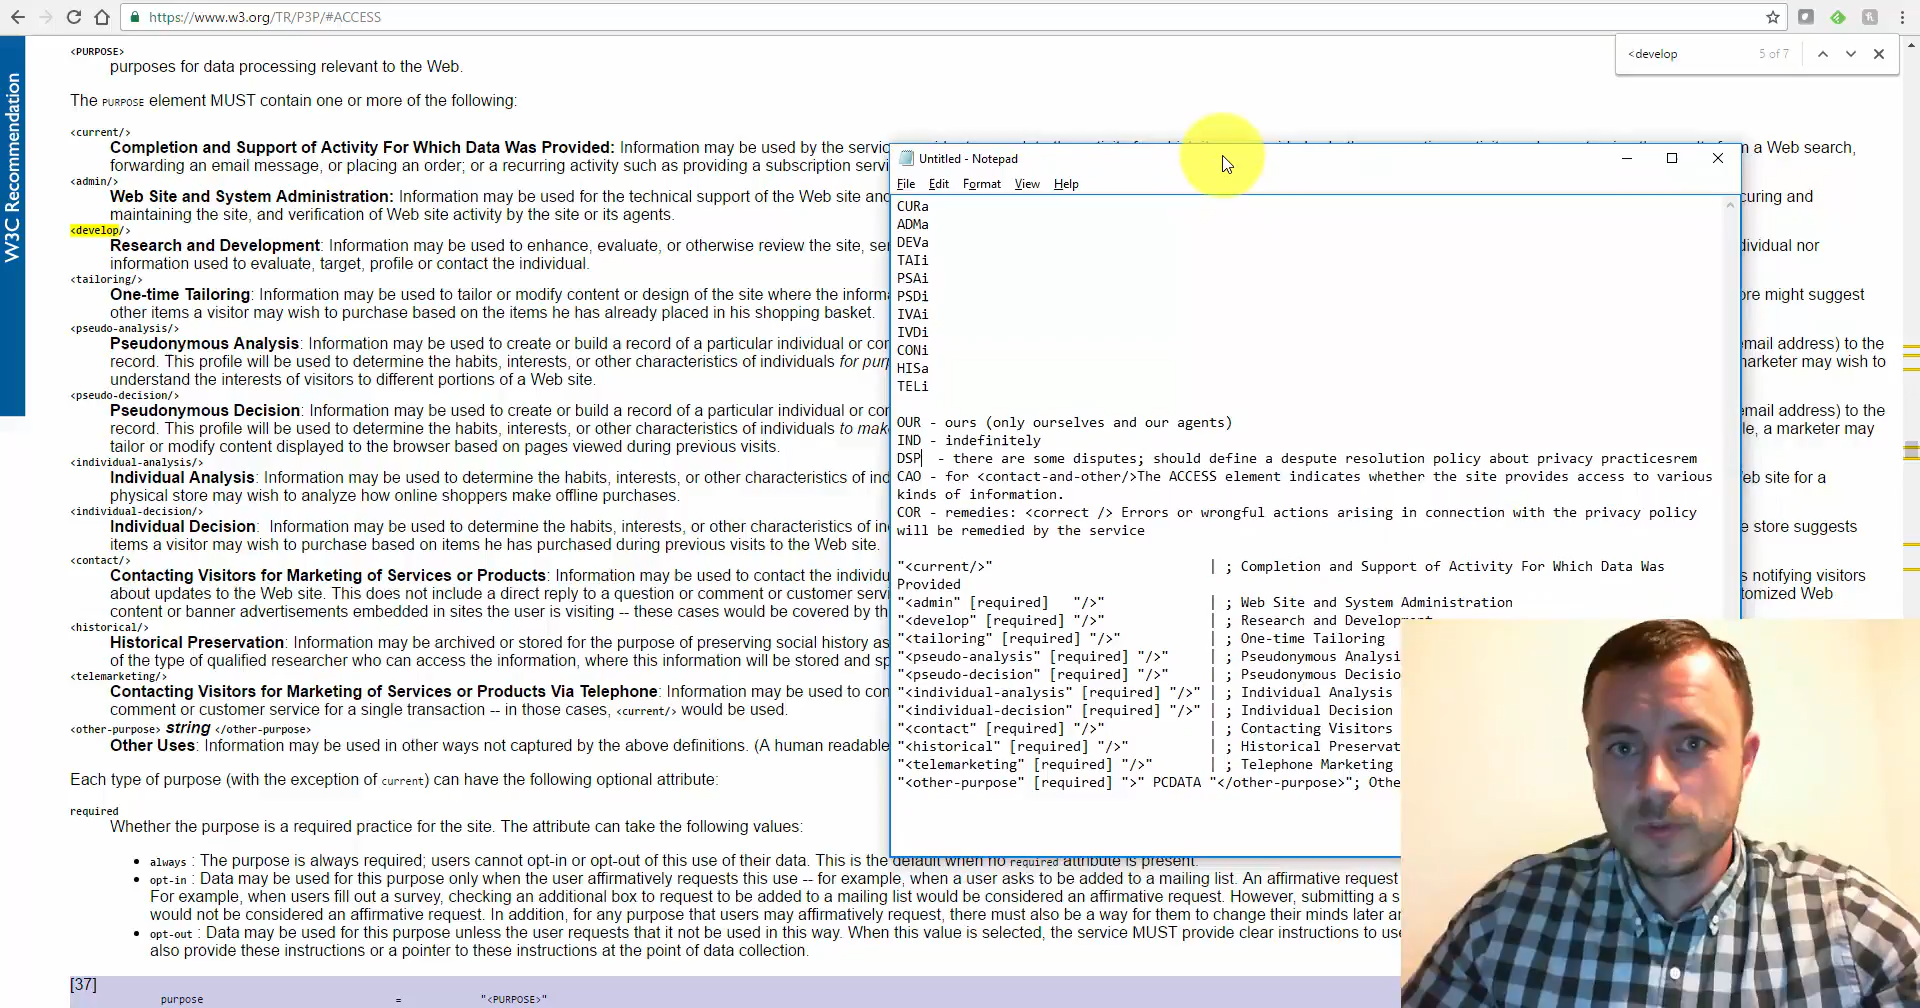 https://www.w3.org/TR/P3P/#ACCESS
<develop 5 of 7
W3C Recommendation
<PURPOSE>
purposes for data processing relevant to the Web.
The PURPOSE element MUST contain one or more of the following:
<current/>
Completion and Support of Activity For Which Data Was Provided: Information may be used by the servic
m a Web search,
forwarding an email message, or placing an order; or a recurring activity such as providing a subscription servi
<admin/>
Web Site and System Administration: Information may be used for the technical support of the Web site and
curing and
maintaining the site, and verification of Web site activity by the site or its agents.
<develop/>
Research and Development: Information may be used to enhance, evaluate, or otherwise review the site, se
dividual nor
information used to evaluate, target, profile or contact the individual.
<tailoring/>
One-time Tailoring: Information may be used to tailor or modify content or design of the site where the informa
ore might suggest
other items a visitor may wish to purchase based on the items he has already placed in his shopping basket.
<pseudo-analysis/>
Pseudonymous Analysis: Information may be used to create or build a record of a particular individual or cor
email address) to the
record. This profile will be used to determine the habits, interests, or other characteristics of individuals for purp
marketer may wish to
understand the interests of visitors to different portions of a Web site.
<pseudo-decision/>
Pseudonymous Decision: Information may be used to create or build a record of a particular individual or cor
email address) to the
record. This profile will be used to determine the habits, interests, or other characteristics of individuals to make
le, a marketer may
tailor or modify content displayed to the browser based on pages viewed during previous visits.
<individual-analysis/>
Individual Analysis: Information may be used to determine the habits, interests, or other characteristics of ind
eb site for a
physical store may wish to analyze how online shoppers make offline purchases.
<individual-decision/>
Individual Decision: Information may be used to determine the habits, interests, or other characteristics of ind
e store suggests
items a visitor may wish to purchase based on items he has purchased during previous visits to the Web site.
<contact/>
Contacting Visitors for Marketing of Services or Products: Information may be used to contact the individu
s notifying visitors
about updates to the Web site. This does not include a direct reply to a question or comment or customer servi
tomized Web
content or banner advertisements embedded in sites the user is visiting -- these cases would be covered by th
<historical/>
Historical Preservation: Information may be archived or stored for the purpose of preserving social history as
of the type of qualified researcher who can access the information, where this information will be stored and sp
<telemarketing/>
Contacting Visitors for Marketing of Services or Products Via Telephone: Information may be used to con
comment or customer service for a single transaction -- in those cases, <current/> would be used.
<other-purpose> string </other-purpose>
Other Uses: Information may be used in other ways not captured by the above definitions. (A human readable
Each type of purpose (with the exception of current) can have the following optional attribute:
required
Whether the purpose is a required practice for the site. The attribute can take the following values:
• always : The purpose is always required; users cannot opt-in or opt-out of this use of their data. This is the default when no required attribute is present.
• opt-in : Data may be used for this purpose only when the user affirmatively requests this use -- for example, when a user asks to be added to a mailing list. An affirmative request
For example, when users fill out a survey, checking an additional box to request to be added to a mailing list would be considered an affirmative request. However, submitting a s
would not be considered an affirmative request. In addition, for any purpose that users may affirmatively request, there must also be a way for them to change their minds later ar
• opt-out : Data may be used for this purpose unless the user requests that it not be used in this way. When this value is selected, the service MUST provide clear instructions to use
also provide these instructions or a pointer to these instructions at the point of data collection.
[37]
purpose = "<PURPOSE>"
Untitled - Notepad
File Edit Format View Help
CURa
ADMa
DEVa
TAIi
PSAi
PSDi
IVAi
IVDi
CONi
HISa
TELi
OUR - ours (only ourselves and our agents)
IND - indefinitely
DSP - there are some disputes; should define a despute resolution policy about privacy practicesrem
CAO - for <contact-and-other/>The ACCESS element indicates whether the site provides access to various
kinds of information.
COR - remedies: <correct /> Errors or wrongful actions arising in connection with the privacy policy
will be remedied by the service
"<current/>" | ; Completion and Support of Activity For Which Data Was
Provided
"<admin" [required] "/>" | ; Web Site and System Administration
"<develop" [required] "/>" | ; Research and Development
"<tailoring" [required] "/>" | ; One-time Tailoring
"<pseudo-analysis" [required] "/>" | ; Pseudonymous Analysi
"<pseudo-decision" [required] "/>" | ; Pseudonymous Decisio
"<individual-analysis" [required] "/>" | ; Individual Analysis
"<individual-decision" [required] "/>" | ; Individual Decision
"<contact" [required] "/>" | ; Contacting Visitors
"<historical" [required] "/>" | ; Historical Preservat
"<telemarketing" [required] "/>" | ; Telephone Marketing
"<other-purpose" [required] ">" PCDATA "</other-purpose>"; Othe